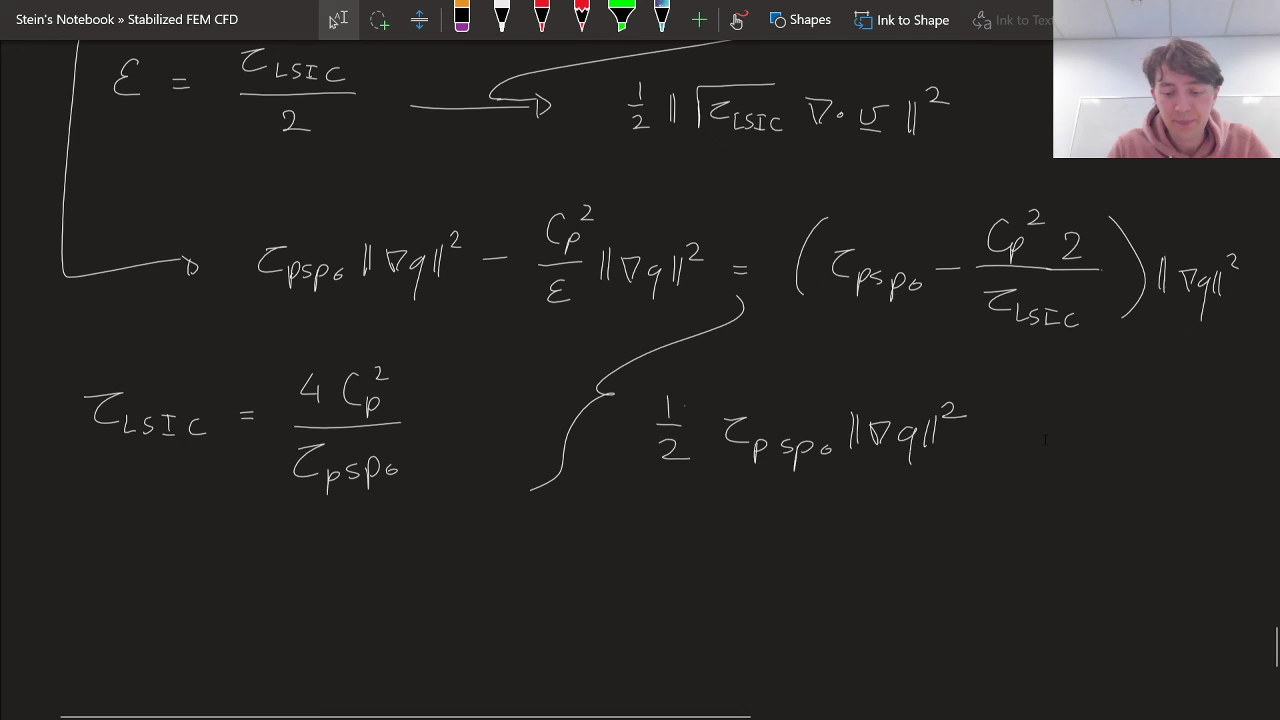 Stein's Notebook » Stabilized FEM CFD
Shapes
Ink to Shape
Ink to Text
ε = τ_LSIC / 2 → 1/2 ‖ √τ_LSIC ∇·v ‖²
τ_pspg ‖∇q‖² − C_p² / ε ‖∇q‖² = ( τ_pspg − C_p² 2 / τ_LSIC ) ‖∇q‖²
τ_LSIC = 4 C_p² / τ_pspg
1/2 τ_pspg ‖∇q‖²